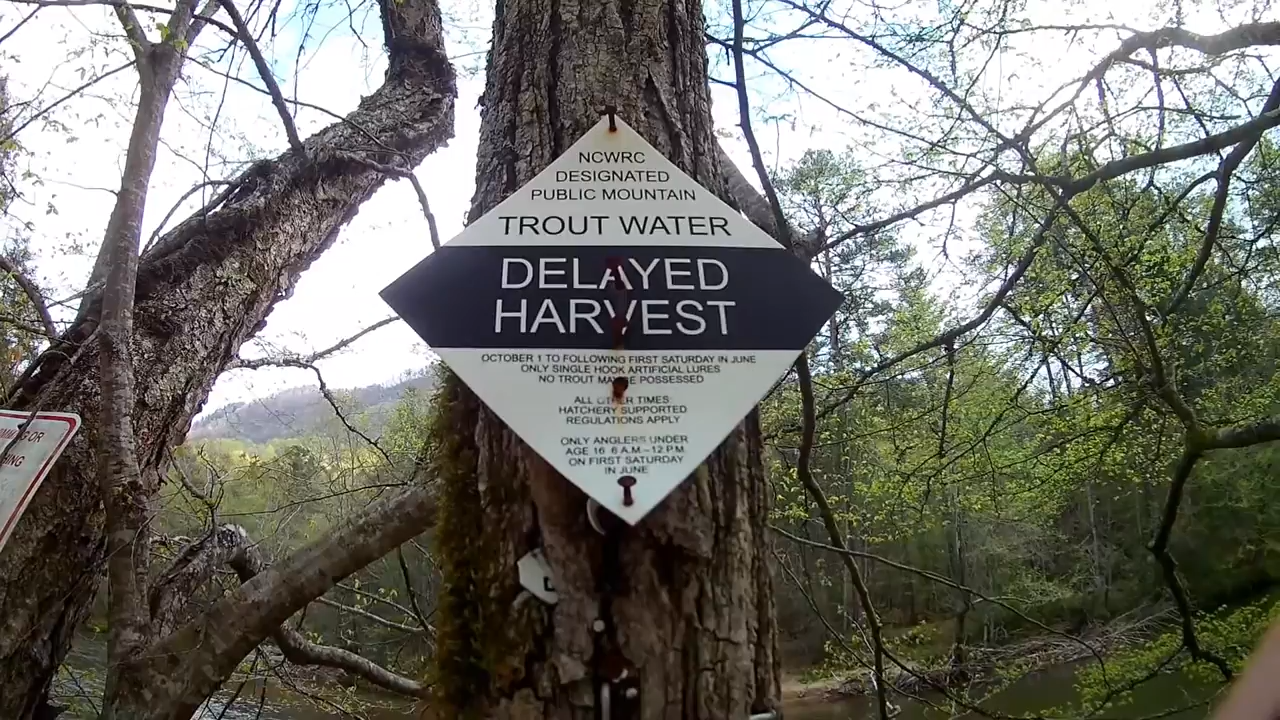 NCWRC
DESIGNATED
PUBLIC MOUNTAIN
TROUT WATER
DELAYED
HARVEST
OCTOBER 1 TO FOLLOWING FIRST SATURDAY IN JUNE
ONLY SINGLE HOOK ARTIFICIAL LURES
NO TROUT MAY BE POSSESSED
ALL OTHER TIMES:
HATCHERY SUPPORTED
REGULATIONS APPLY
ONLY ANGLERS UNDER
AGE 16 6 A.M.-12 P.M.
ON FIRST SATURDAY
IN JUNE
OR